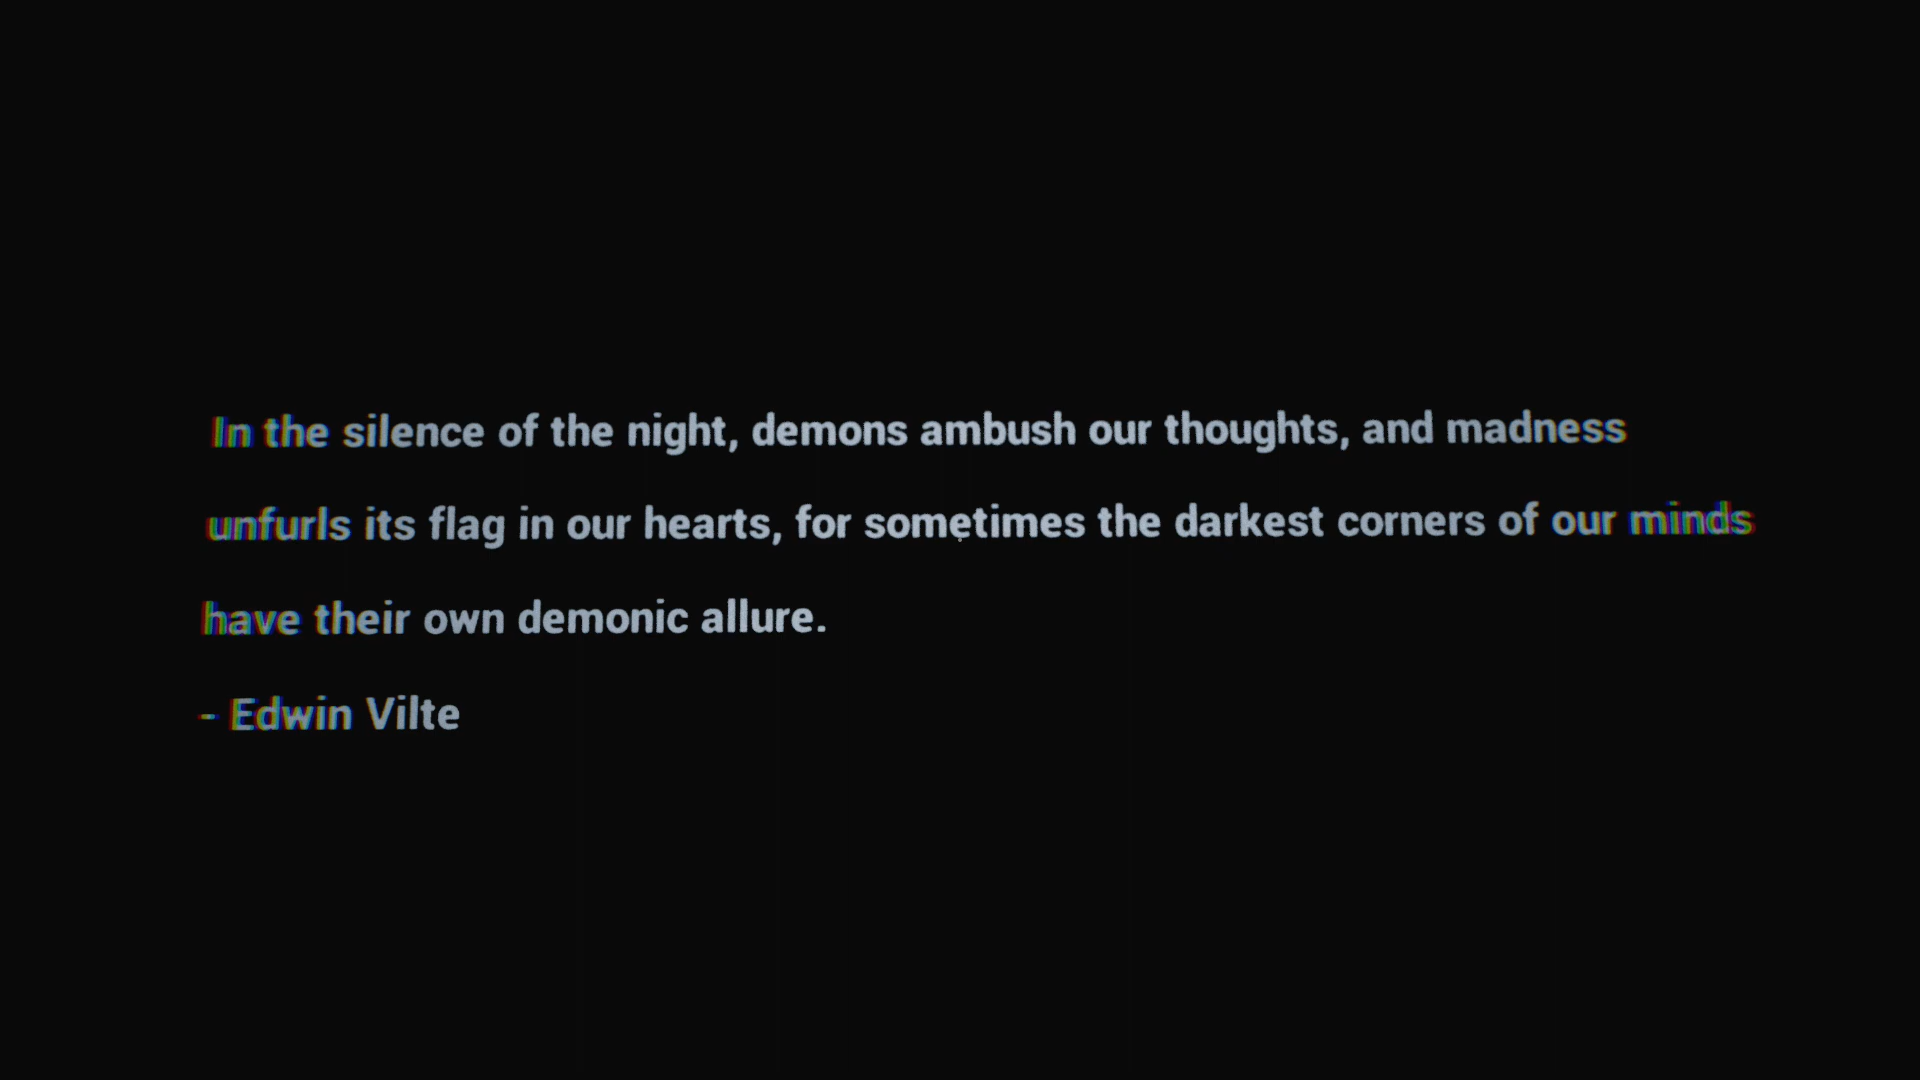 In the silence of the night, demons ambush our thoughts, and madness
unfurls its flag in our hearts, for sometimes the darkest corners of our minds
have their own demonic allure.
- Edwin Vilte